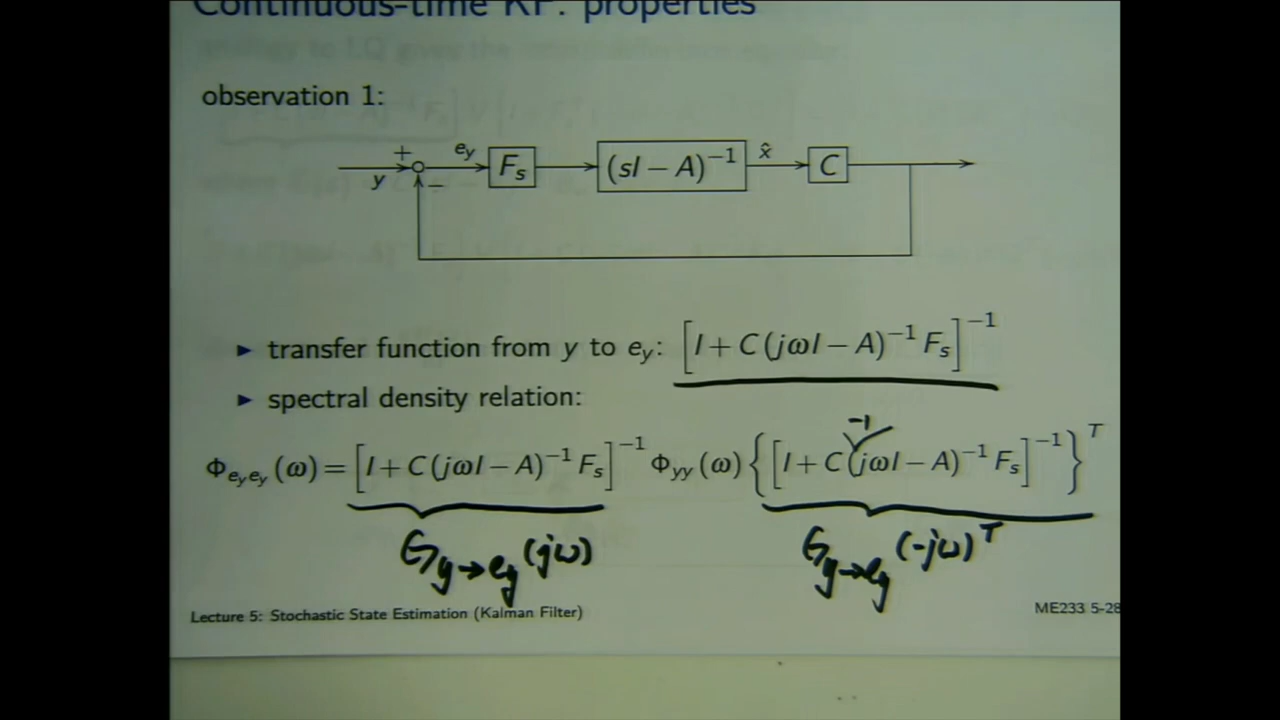 Continuous-time KF: properties
observation 1:
+ e_y F_s (sI − A)^{−1} x̂ C
y −
► transfer function from y to e_y: [I + C(jωI − A)^{−1} F_s]^{−1}
► spectral density relation:
−1
Φ_{e_y e_y}(ω) = [I + C(jωI − A)^{−1} F_s]^{−1} Φ_{yy}(ω) {[I + C(jωI − A)^{−1} F_s]^{−1}}^T
G_{y→e_y}(jω) G_{y→e_y}(-jω)^T
Lecture 5: Stochastic State Estimation (Kalman Filter) ME233 5-28